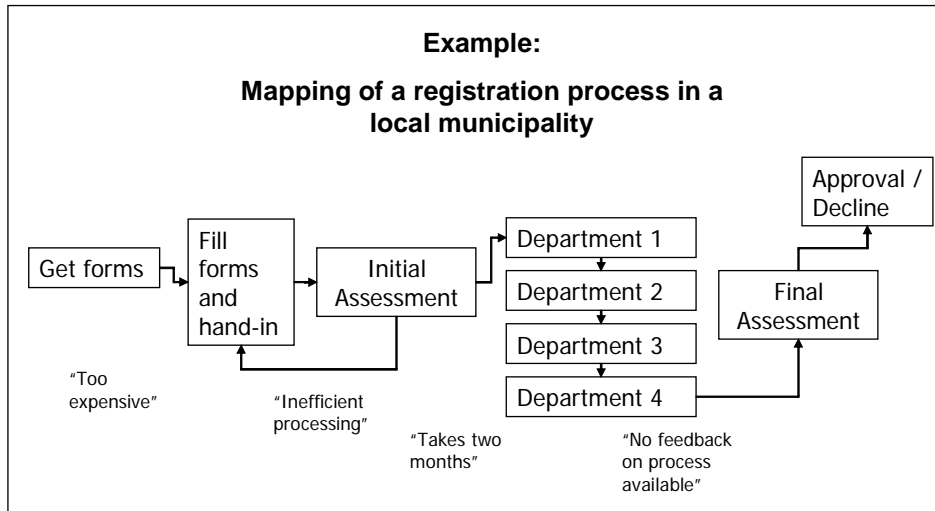 Example:
Mapping of a registration process in a
local municipality
Get forms
Fill
forms
and
hand-in
Initial
Assessment
Department 1
Department 2
Department 3
Department 4
Final
Assessment
Approval /
Decline
“Too
expensive”
“Inefficient
processing”
“Takes two
months”
“No feedback
on process
available”